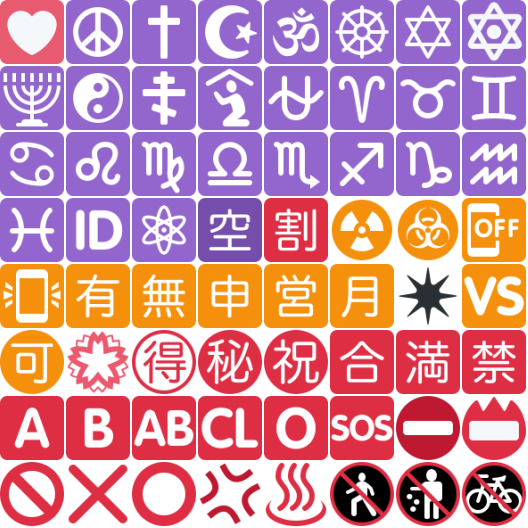 ID 空 割 OFF
有 無 申 営 月 VS
可 得 秘 祝 合 満 禁
A B AB CL O SOS